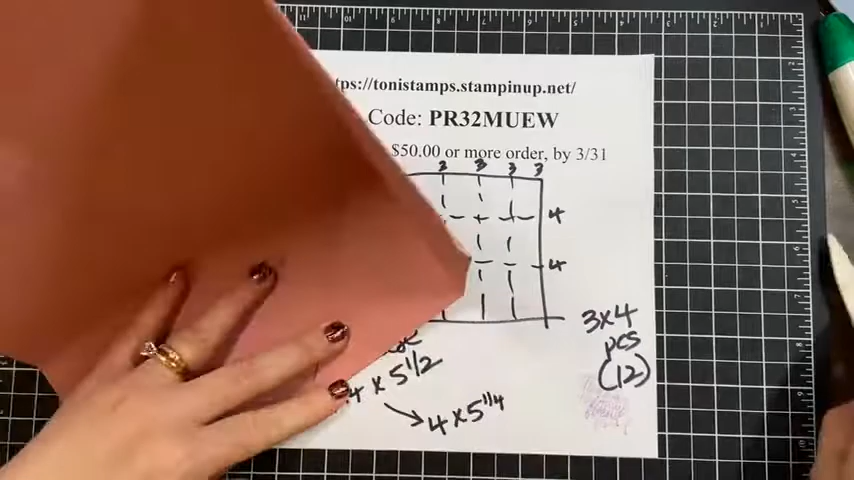 tps://tonistamps.stampinup.net/
Code: PR32MUEW
$50.00 or more order, by 3/31
3 3 3 3
4
4
3x4
pcs
(12)
4 x 5 1/2
4 x 5 1/4